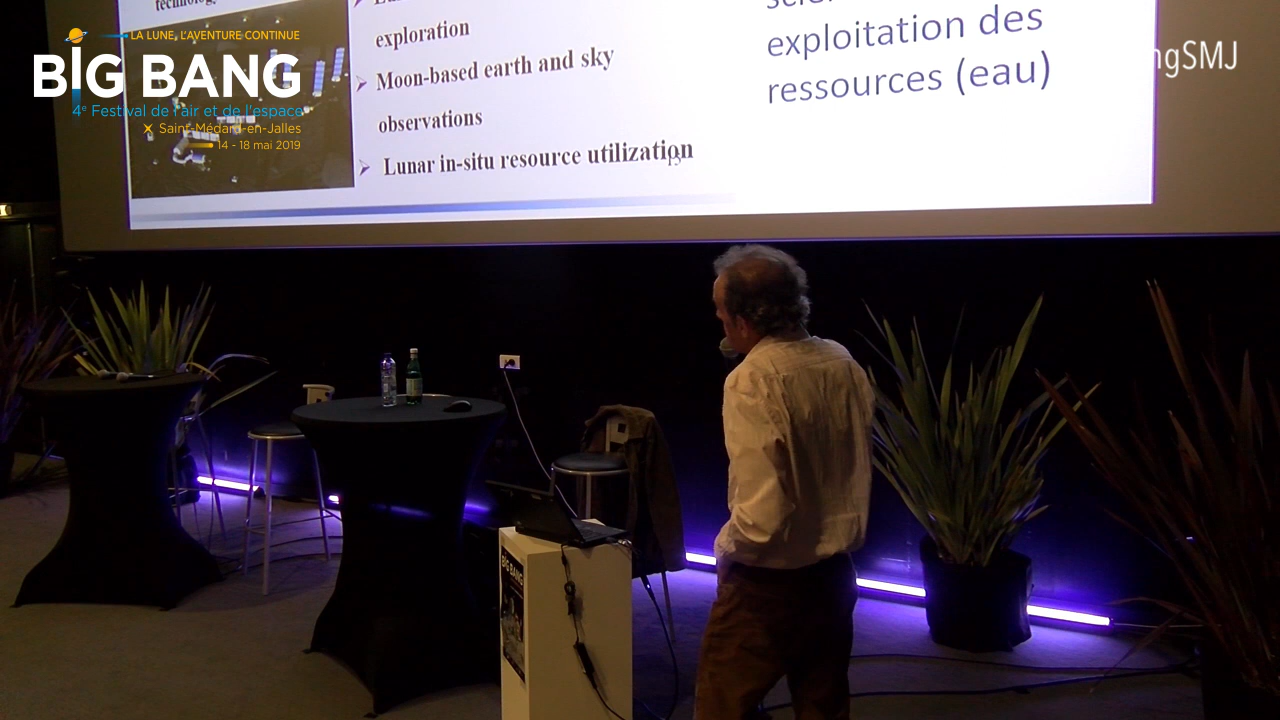 LA LUNE, L'AVENTURE CONTINUE
BIG BANG
4e Festival de l'air et de l'espace
Saint-Médard-en-Jalles
14 - 18 mai 2019
exploration
Moon-based earth and sky
observations
Lunar in-situ resource utilization
exploitation des
ressources (eau)
ngSMJ
BIG BANG